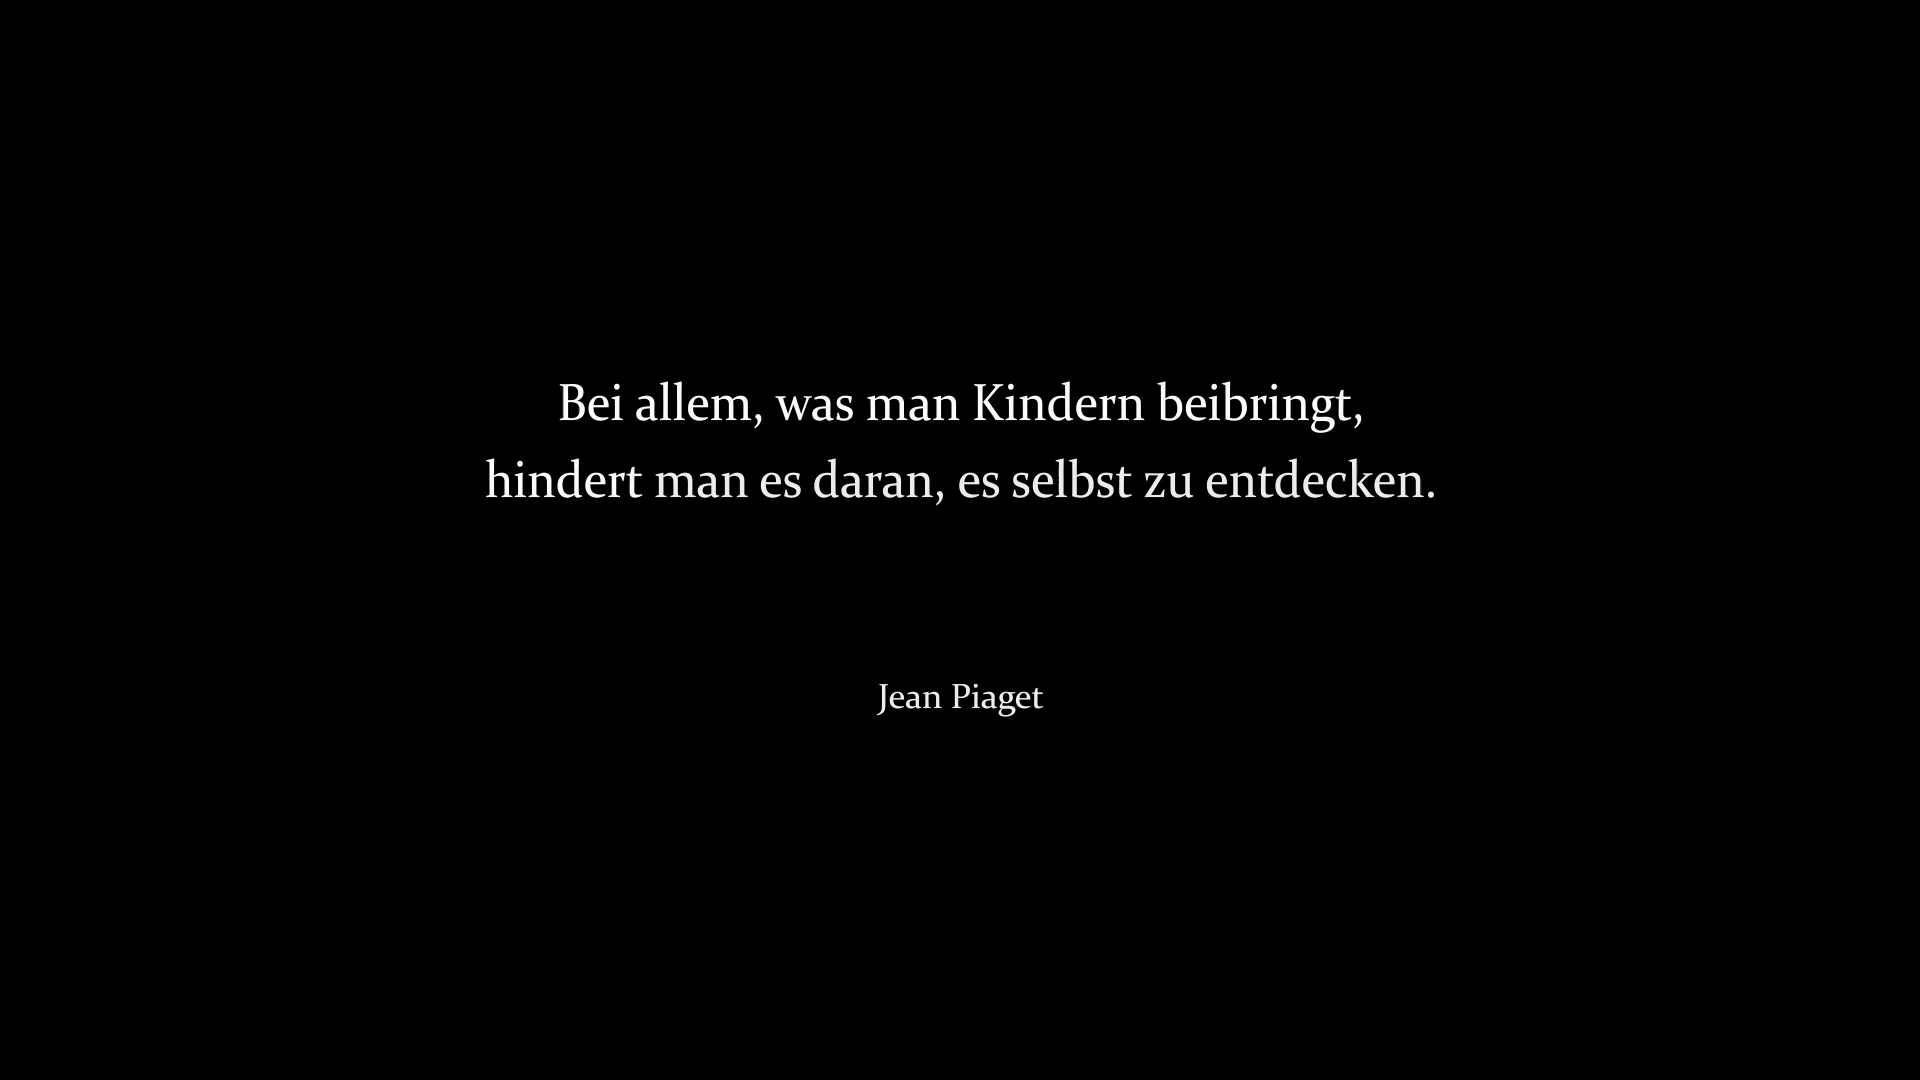 Bei allem, was man Kindern beibringt,
hindert man es daran, es selbst zu entdecken.
Jean Piaget